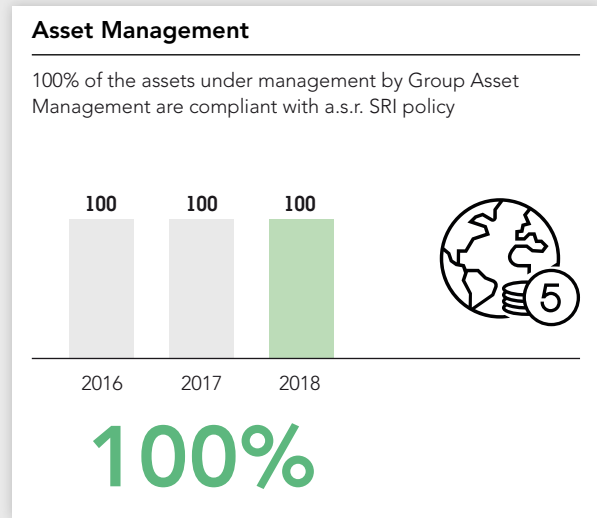 Asset Management
100% of the assets under management by Group Asset
Management are compliant with a.s.r. SRI policy
100 100 100
5
2016 2017 2018
100%